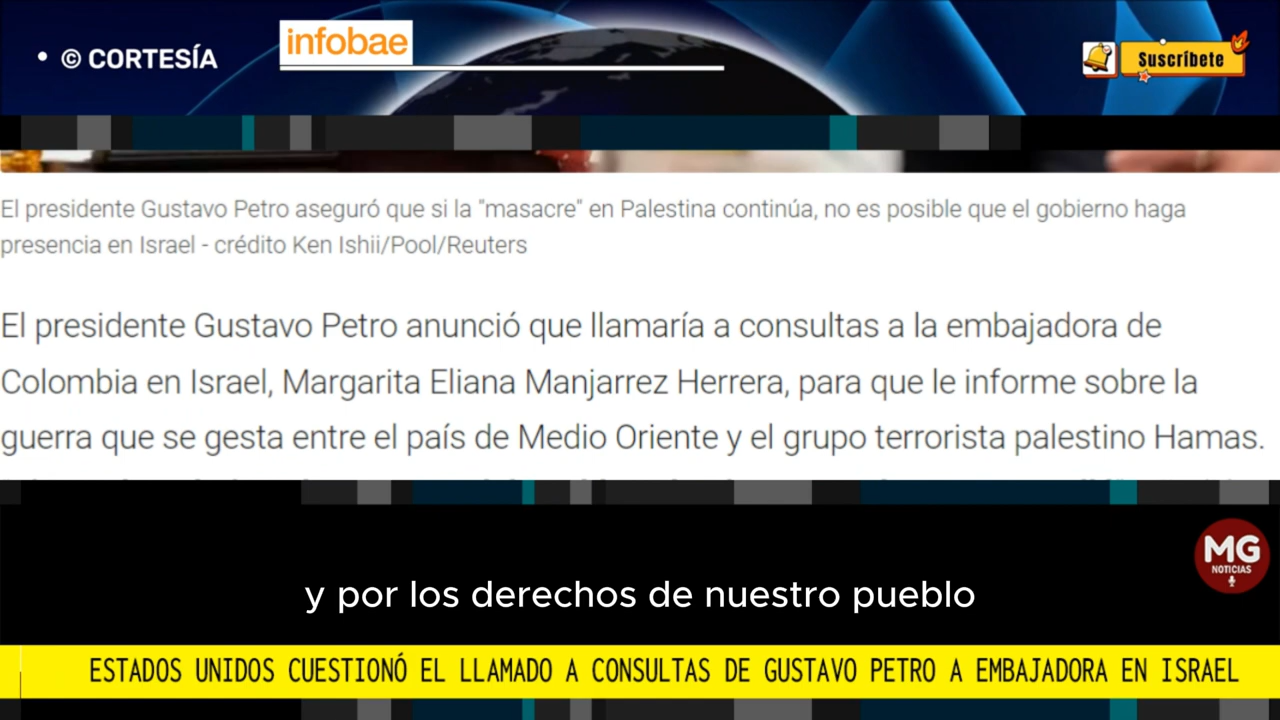 • © CORTESÍA
infobae
Suscríbete
El presidente Gustavo Petro aseguró que si la "masacre" en Palestina continúa, no es posible que el gobierno haga
presencia en Israel - crédito Ken Ishii/Pool/Reuters
El presidente Gustavo Petro anunció que llamaría a consultas a la embajadora de
Colombia en Israel, Margarita Eliana Manjarrez Herrera, para que le informe sobre la
guerra que se gesta entre el país de Medio Oriente y el grupo terrorista palestino Hamas.
MG
NOTICIAS
y por los derechos de nuestro pueblo
ESTADOS UNIDOS CUESTIONÓ EL LLAMADO A CONSULTAS DE GUSTAVO PETRO A EMBAJADORA EN ISRAEL